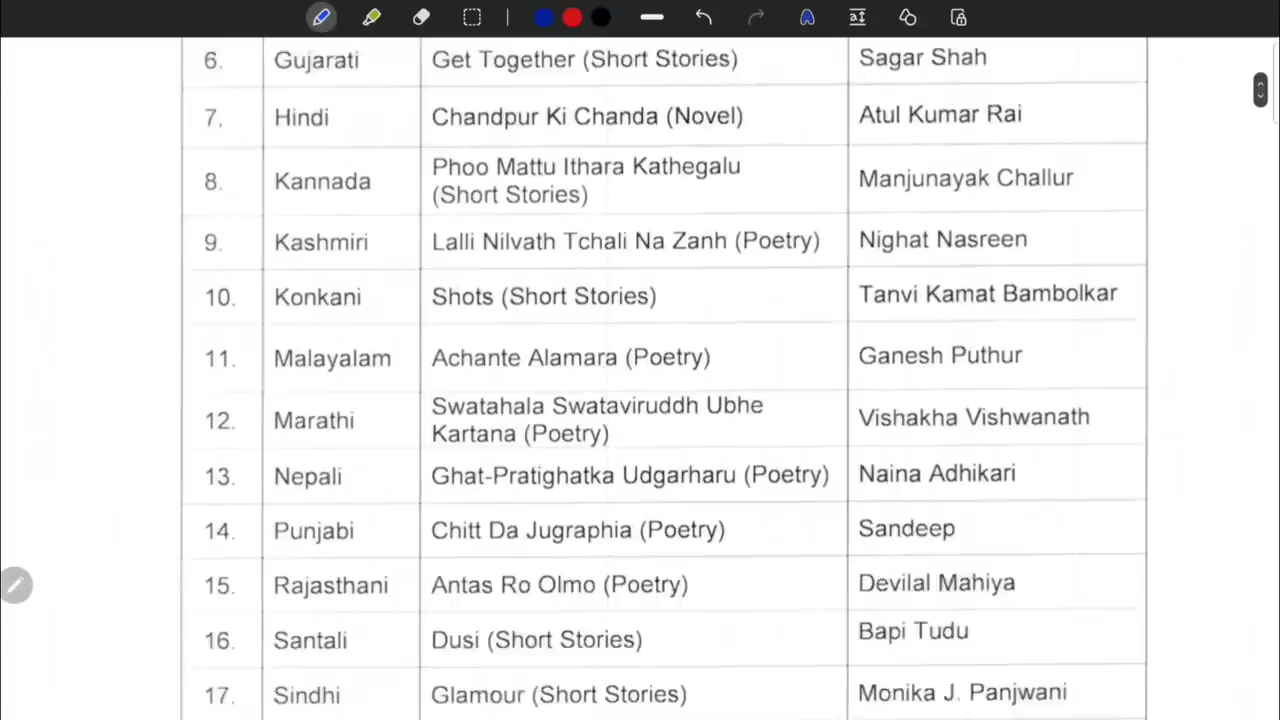 6. Gujarati Get Together (Short Stories) Sagar Shah
7. Hindi Chandpur Ki Chanda (Novel) Atul Kumar Rai
8. Kannada Phoo Mattu Ithara Kathegalu
(Short Stories) Manjunayak Challur
9. Kashmiri Lalli Nilvath Tchali Na Zanh (Poetry) Nighat Nasreen
10. Konkani Shots (Short Stories) Tanvi Kamat Bambolkar
11. Malayalam Achante Alamara (Poetry) Ganesh Puthur
12. Marathi Swatahala Swataviruddh Ubhe
Kartana (Poetry) Vishakha Vishwanath
13. Nepali Ghat-Pratighatka Udgarharu (Poetry) Naina Adhikari
14. Punjabi Chitt Da Jugraphia (Poetry) Sandeep
15. Rajasthani Antas Ro Olmo (Poetry) Devilal Mahiya
16. Santali Dusi (Short Stories) Bapi Tudu
17. Sindhi Glamour (Short Stories) Monika J. Panjwani